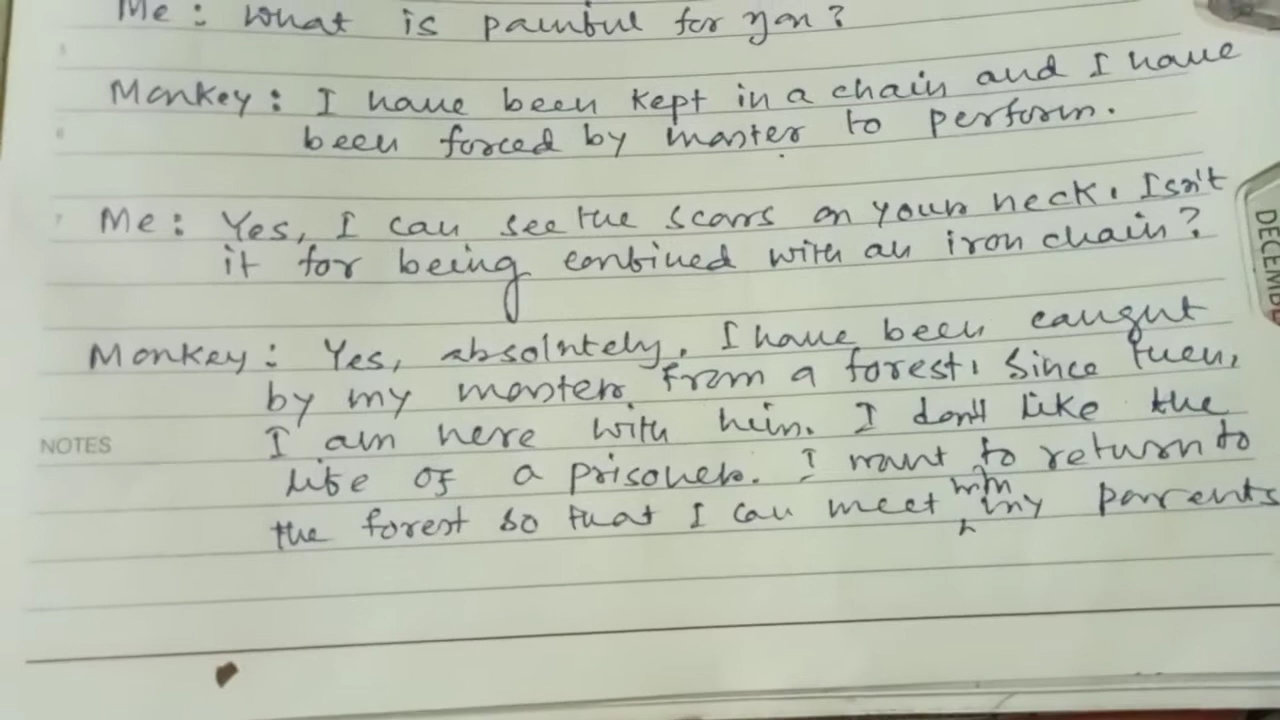 Me : What is painful for you?
Monkey : I have been kept in a chain and I have
been forced by master to perform.
Me : Yes, I can see the scars on your neck. Isn't
it for being confined with an iron chain?
Monkey : Yes, absolutely. I have been caught
by my master from a forest. Since then,
NOTES I am here with him. I don't like the
life of a prisoner. I want to return to
the forest so that I can meet with my parents
DECEMBE